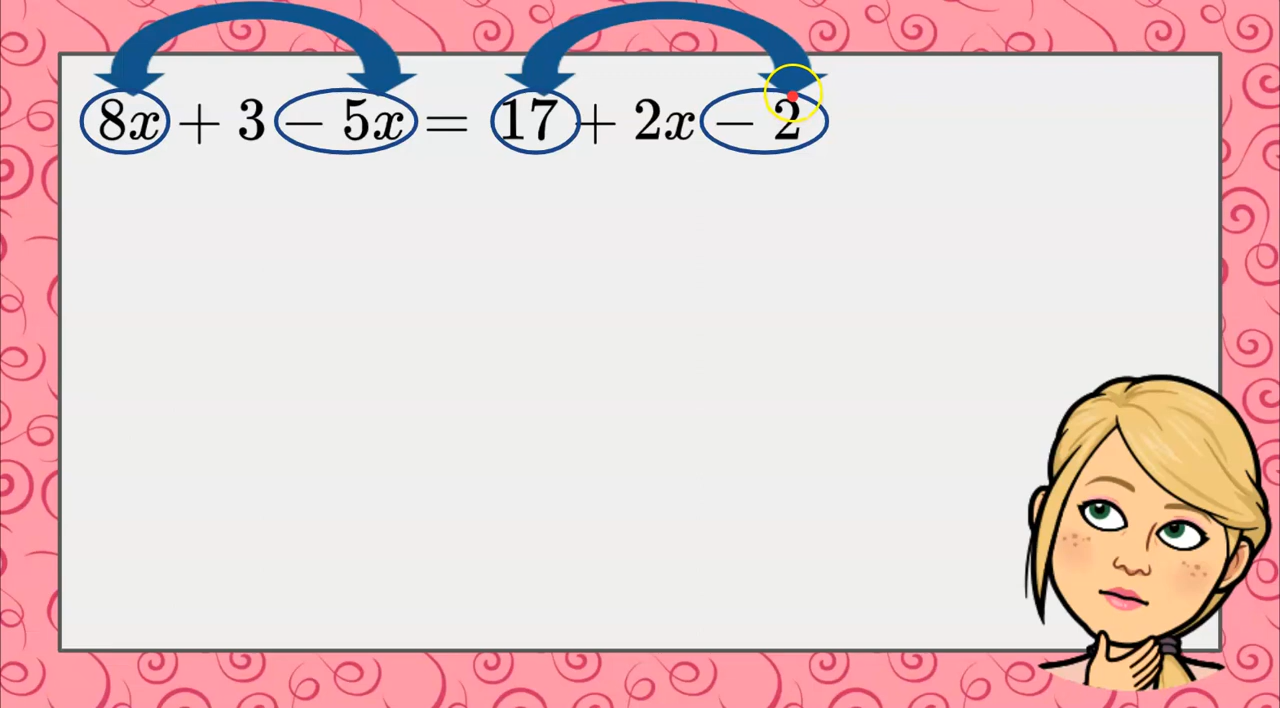 8x + 3 − 5x = 17 + 2x − 2